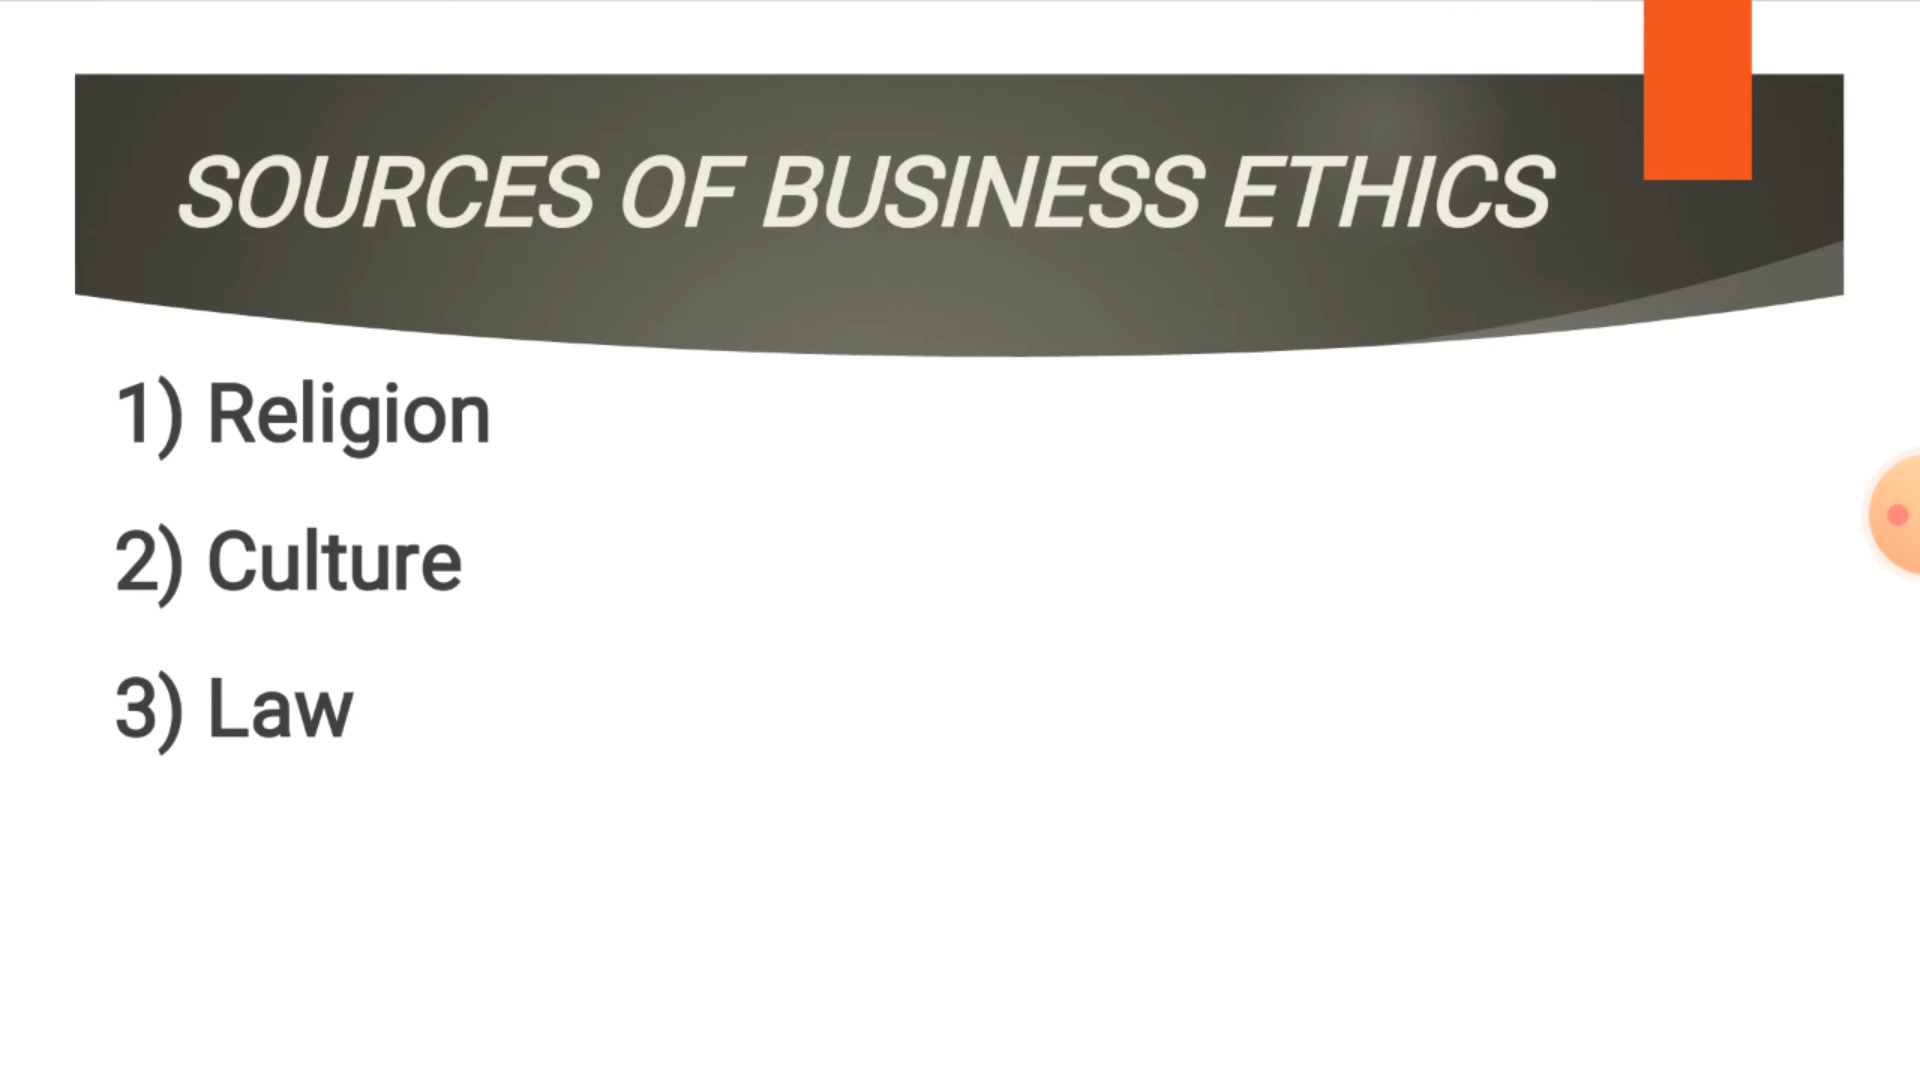 SOURCES OF BUSINESS ETHICS
1) Religion
2) Culture
3) Law